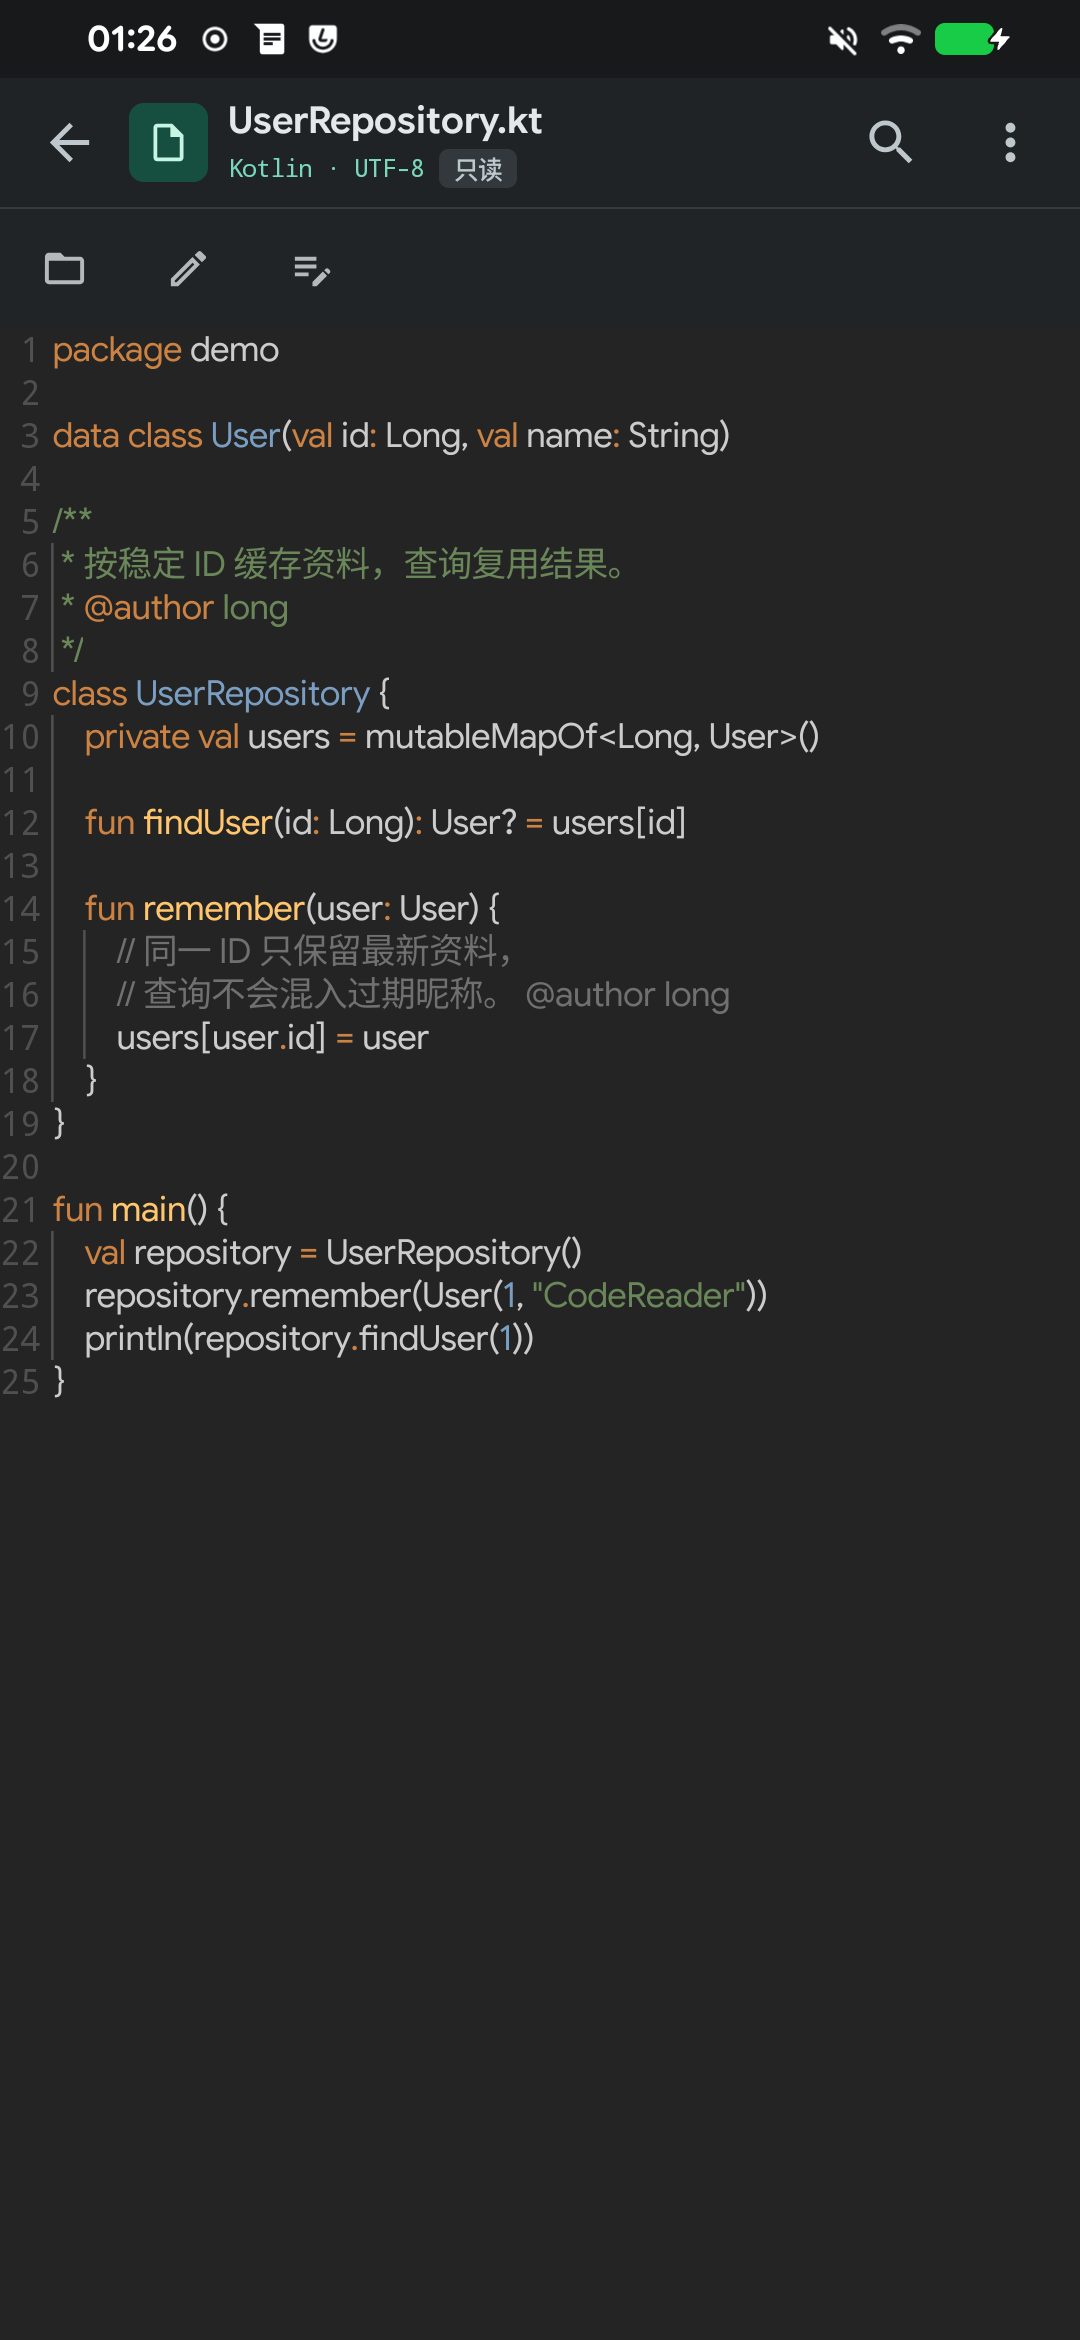 01:26
UserRepository.kt
Kotlin · UTF-8 只读
1 package demo
2
3 data class User(val id: Long, val name: String)
4
5 /**
6  * 按稳定 ID 缓存资料，查询复用结果。
7  * @author long
8  */
9 class UserRepository {
10     private val users = mutableMapOf<Long, User>()
11
12     fun findUser(id: Long): User? = users[id]
13
14     fun remember(user: User) {
15         // 同一 ID 只保留最新资料，
16         // 查询不会混入过期昵称。 @author long
17         users[user.id] = user
18     }
19 }
20
21 fun main() {
22     val repository = UserRepository()
23     repository.remember(User(1, "CodeReader"))
24     println(repository.findUser(1))
25 }